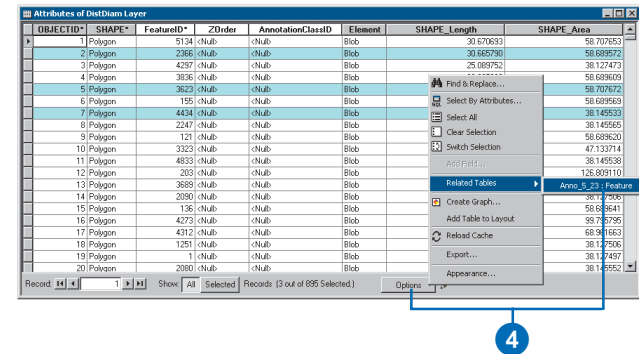 Attributes of DistDiam Layer
OBJECTID* SHAPE* FeatureID* ZOrder AnnotationClassID Element SHAPE_Length SHAPE_Area
1 Polygon 5134 <Null> <Null> Blob 30.670693 58.707653
2 Polygon 2366 <Null> <Null> Blob 30.665790 58.689572
3 Polygon 4297 <Null> <Null> Blob 25.089752 38.127473
4 Polygon 3836 <Null> <Null> Blob 58.689609
5 Polygon 3623 <Null> <Null> Blob 58.707672
6 Polygon 155 <Null> <Null> Blob 58.689569
7 Polygon 4434 <Null> <Null> Blob 38.145533
8 Polygon 2247 <Null> <Null> Blob 38.145565
9 Polygon 121 <Null> <Null> Blob 58.689620
10 Polygon 3323 <Null> <Null> Blob 47.133714
11 Polygon 4833 <Null> <Null> Blob 38.145538
12 Polygon 203 <Null> <Null> Blob 126.809110
13 Polygon 3689 <Null> <Null> Blob
14 Polygon 2090 <Null> <Null> Blob 38.127506
15 Polygon 136 <Null> <Null> Blob 58.689641
16 Polygon 4273 <Null> <Null> Blob 99.795795
17 Polygon 4312 <Null> <Null> Blob 68.981663
18 Polygon 1251 <Null> <Null> Blob 38.127506
19 Polygon 1 <Null> <Null> Blob 38.127497
20 Polygon 2080 <Null> <Null> Blob 38.145552
Find & Replace...
Select By Attributes...
Select All
Clear Selection
Switch Selection
Add Field...
Related Tables
Anno_5_23 : Feature
Create Graph...
Add Table to Layout
Reload Cache
Export...
Appearance...
Record: 1 Show: All Selected Records (3 out of 895 Selected.) Options
4